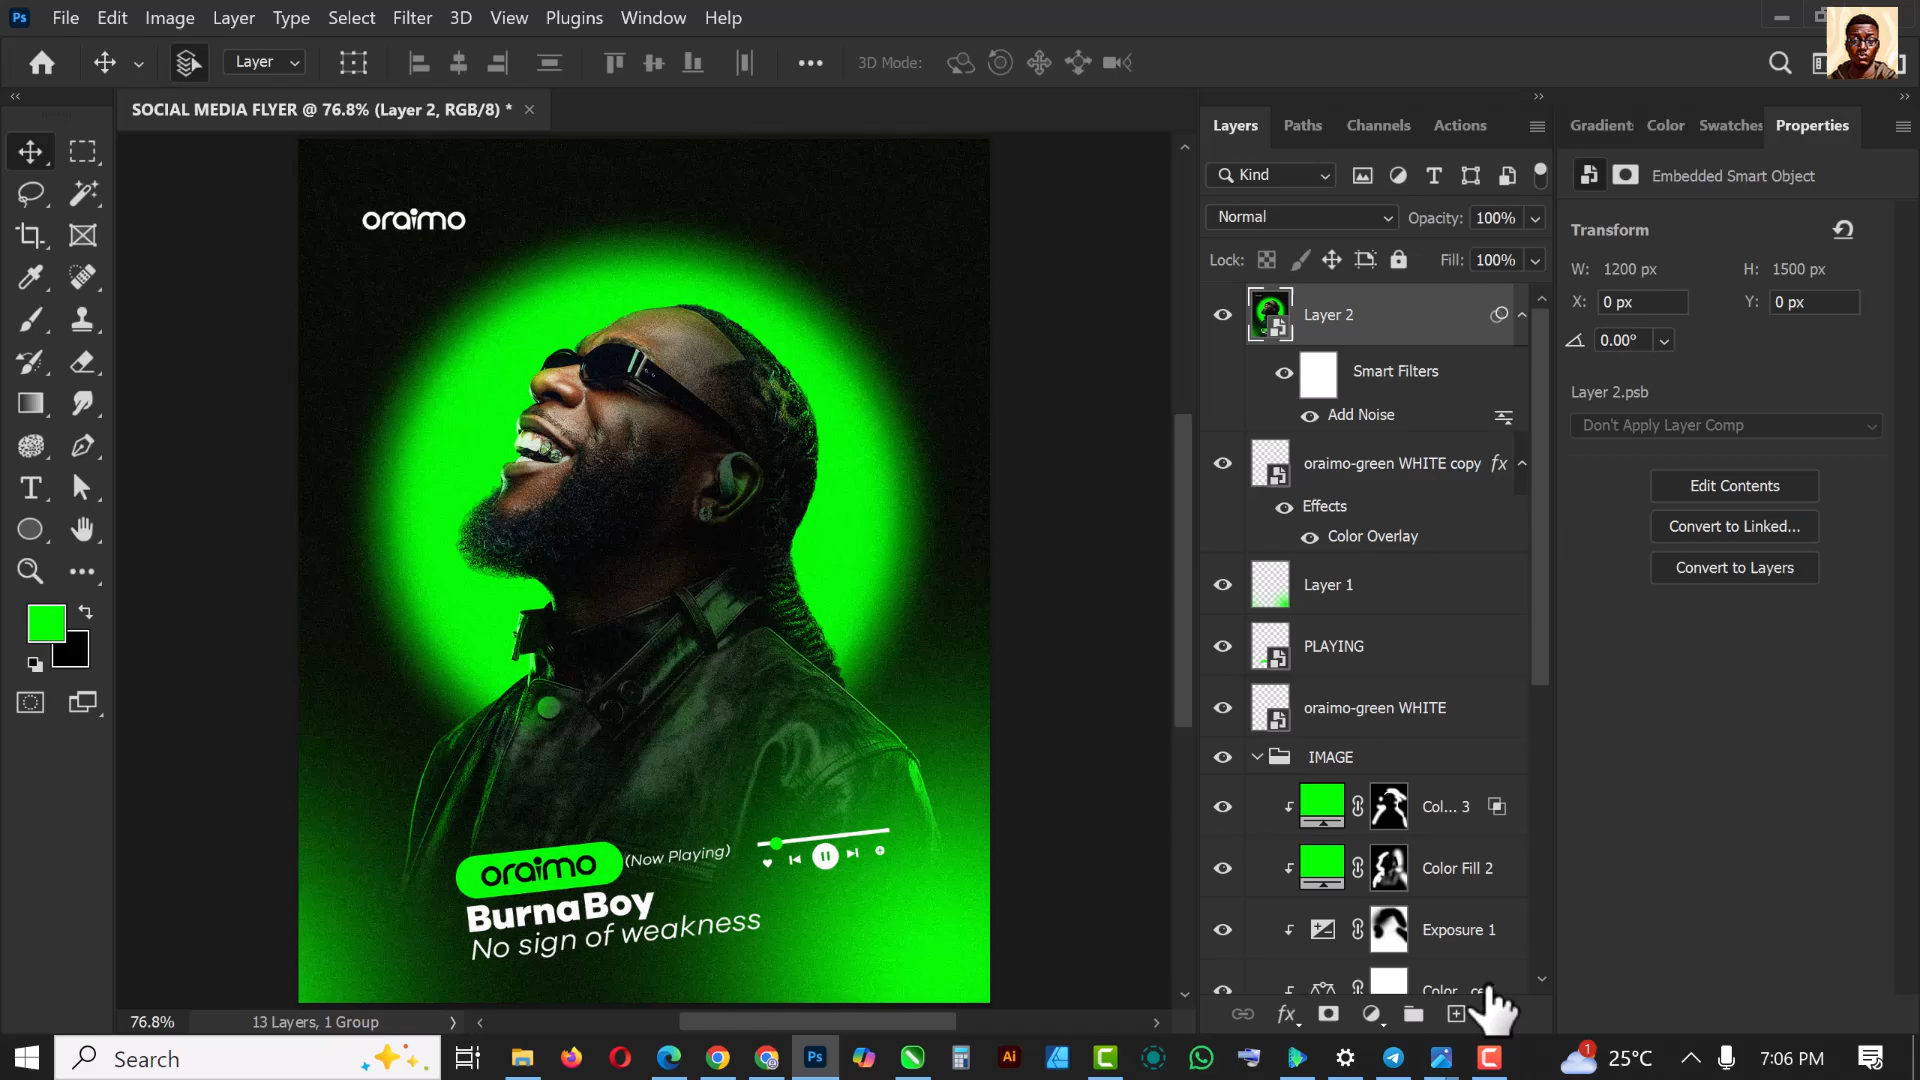 Ps File Edit Image Layer Type Select Filter 3D View Plugins Window Help
Layer 3D Mode:
SOCIAL MEDIA FLYER @ 76.8% (Layer 2, RGB/8) *
Layers Paths Channels Actions
Gradient: Color Swatches Properties
Kind
Embedded Smart Object
Normal Opacity: 100%
Lock: Fill: 100%
Transform
W: 1200 px H: 1500 px
X: 0 px Y: 0 px
0.00°
Layer 2.psb
Don't Apply Layer Comp
Edit Contents
Convert to Linked...
Convert to Layers
Layer 2
Smart Filters
Add Noise
oraimo-green WHITE copy fx
Effects
Color Overlay
Layer 1
PLAYING
oraimo-green WHITE
IMAGE
Col... 3
Color Fill 2
Exposure 1
oraimo
oraimo (Now Playing)
BurnaBoy
No sign of weakness
76.8% 13 Layers, 1 Group
fx
Search
Ps Ai
1 25°C 7:06 PM